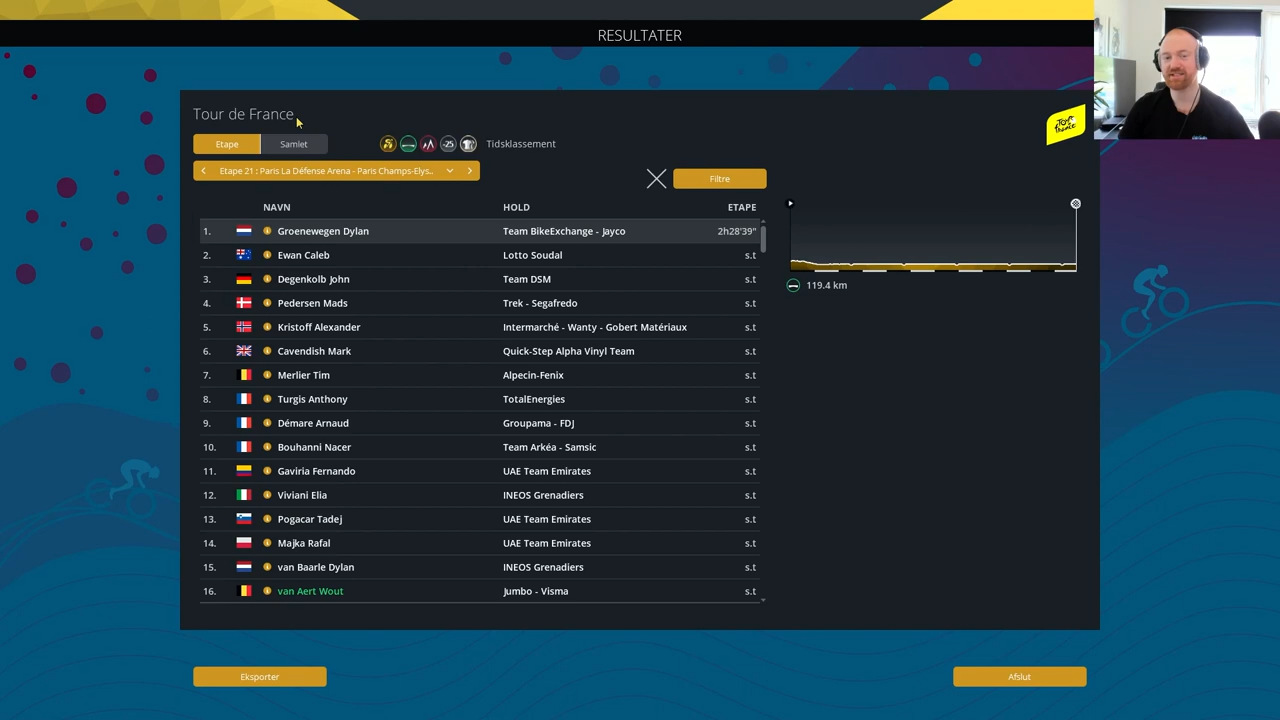 RESULTATER
Tour de France
Etape Samlet -25 Tidsklassement
Etape 21 : Paris La Défense Arena - Paris Champs-Elys..
Filtre
NAVN HOLD ETAPE
1. Groenewegen Dylan Team BikeExchange - Jayco 2h28'39"
2. Ewan Caleb Lotto Soudal s.t
3. Degenkolb John Team DSM s.t
4. Pedersen Mads Trek - Segafredo s.t
5. Kristoff Alexander Intermarché - Wanty - Gobert Matériaux s.t
6. Cavendish Mark Quick-Step Alpha Vinyl Team s.t
7. Merlier Tim Alpecin-Fenix s.t
8. Turgis Anthony TotalEnergies s.t
9. Démare Arnaud Groupama - FDJ s.t
10. Bouhanni Nacer Team Arkéa - Samsic s.t
11. Gaviria Fernando UAE Team Emirates s.t
12. Viviani Elia INEOS Grenadiers s.t
13. Pogacar Tadej UAE Team Emirates s.t
14. Majka Rafal UAE Team Emirates s.t
15. van Baarle Dylan INEOS Grenadiers s.t
16. van Aert Wout Jumbo - Visma s.t
Tour de France
119.4 km
Eksporter
Afslut